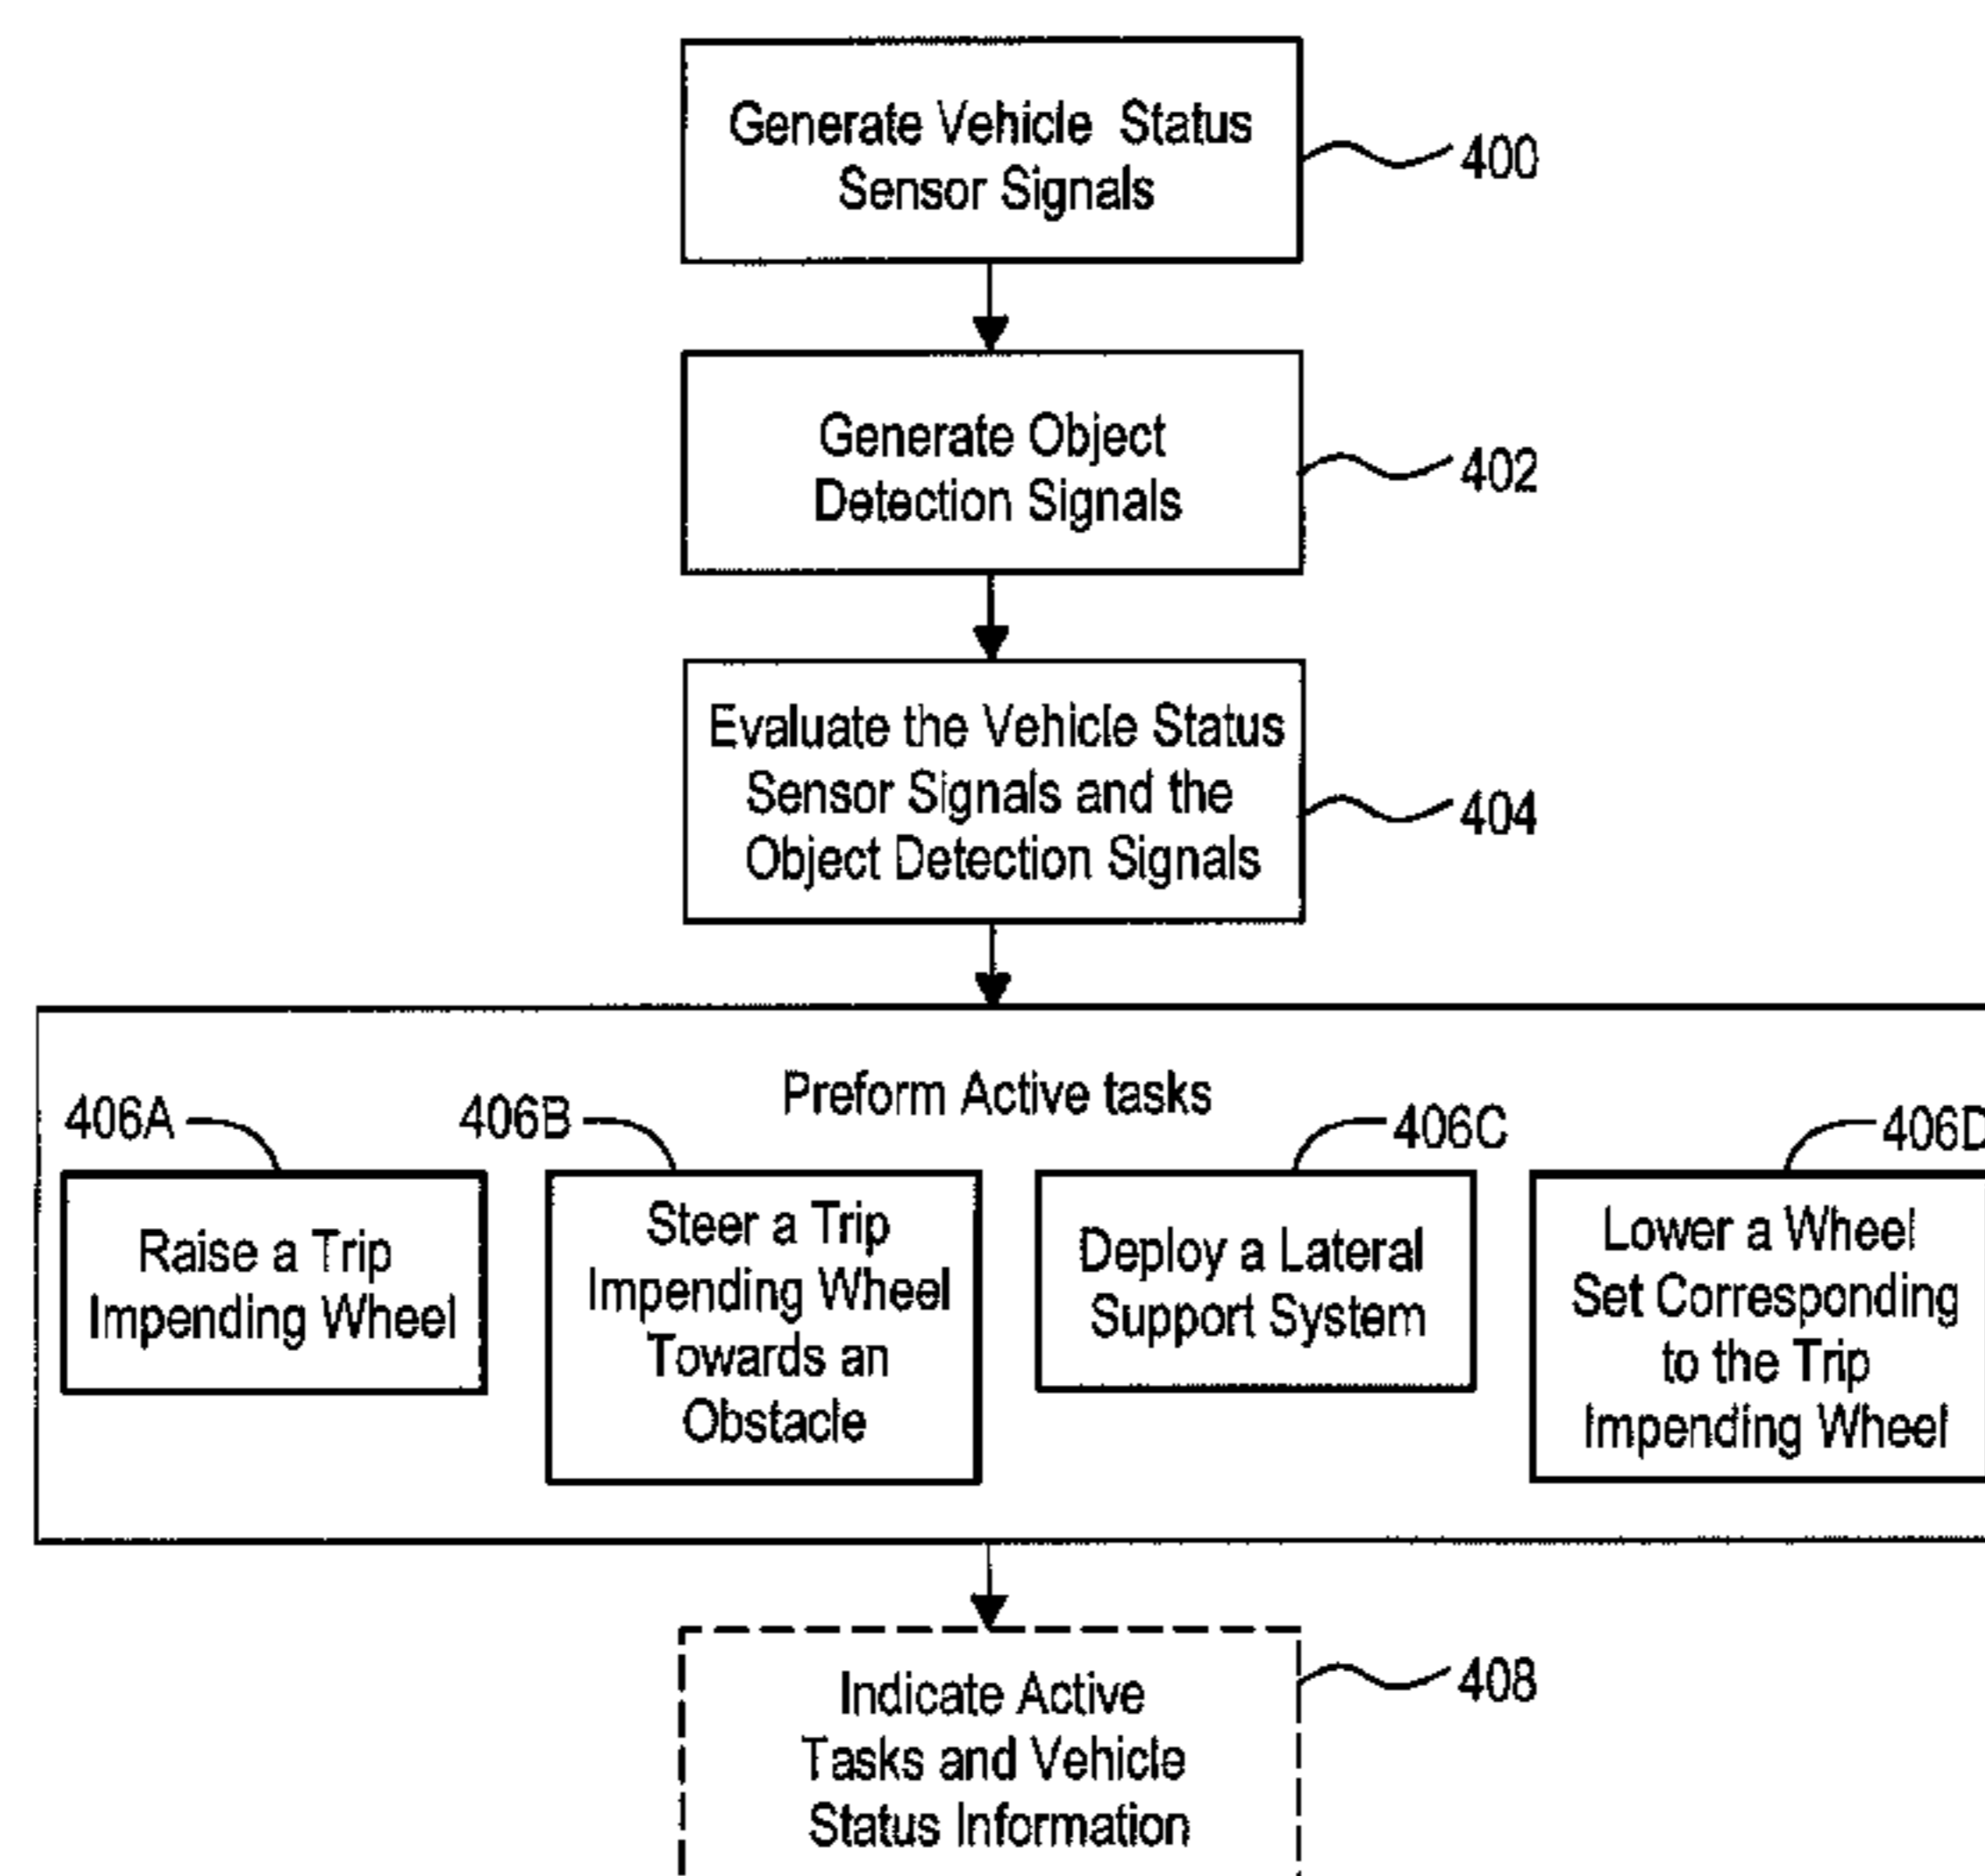 Generate Vehicle Status
Sensor Signals
400
Generate Object
Detection Signals
402
Evaluate the Vehicle Status
Sensor Signals and the
Object Detection Signals
404
Preform Active tasks
406A
Raise a Trip
Impending Wheel
406B
Steer a Trip
Impending Wheel
Towards an
Obstacle
406C
Deploy a Lateral
Support System
406D
Lower a Wheel
Set Corresponding
to the Trip
Impending Wheel
Indicate Active
Tasks and Vehicle
Status Information
408